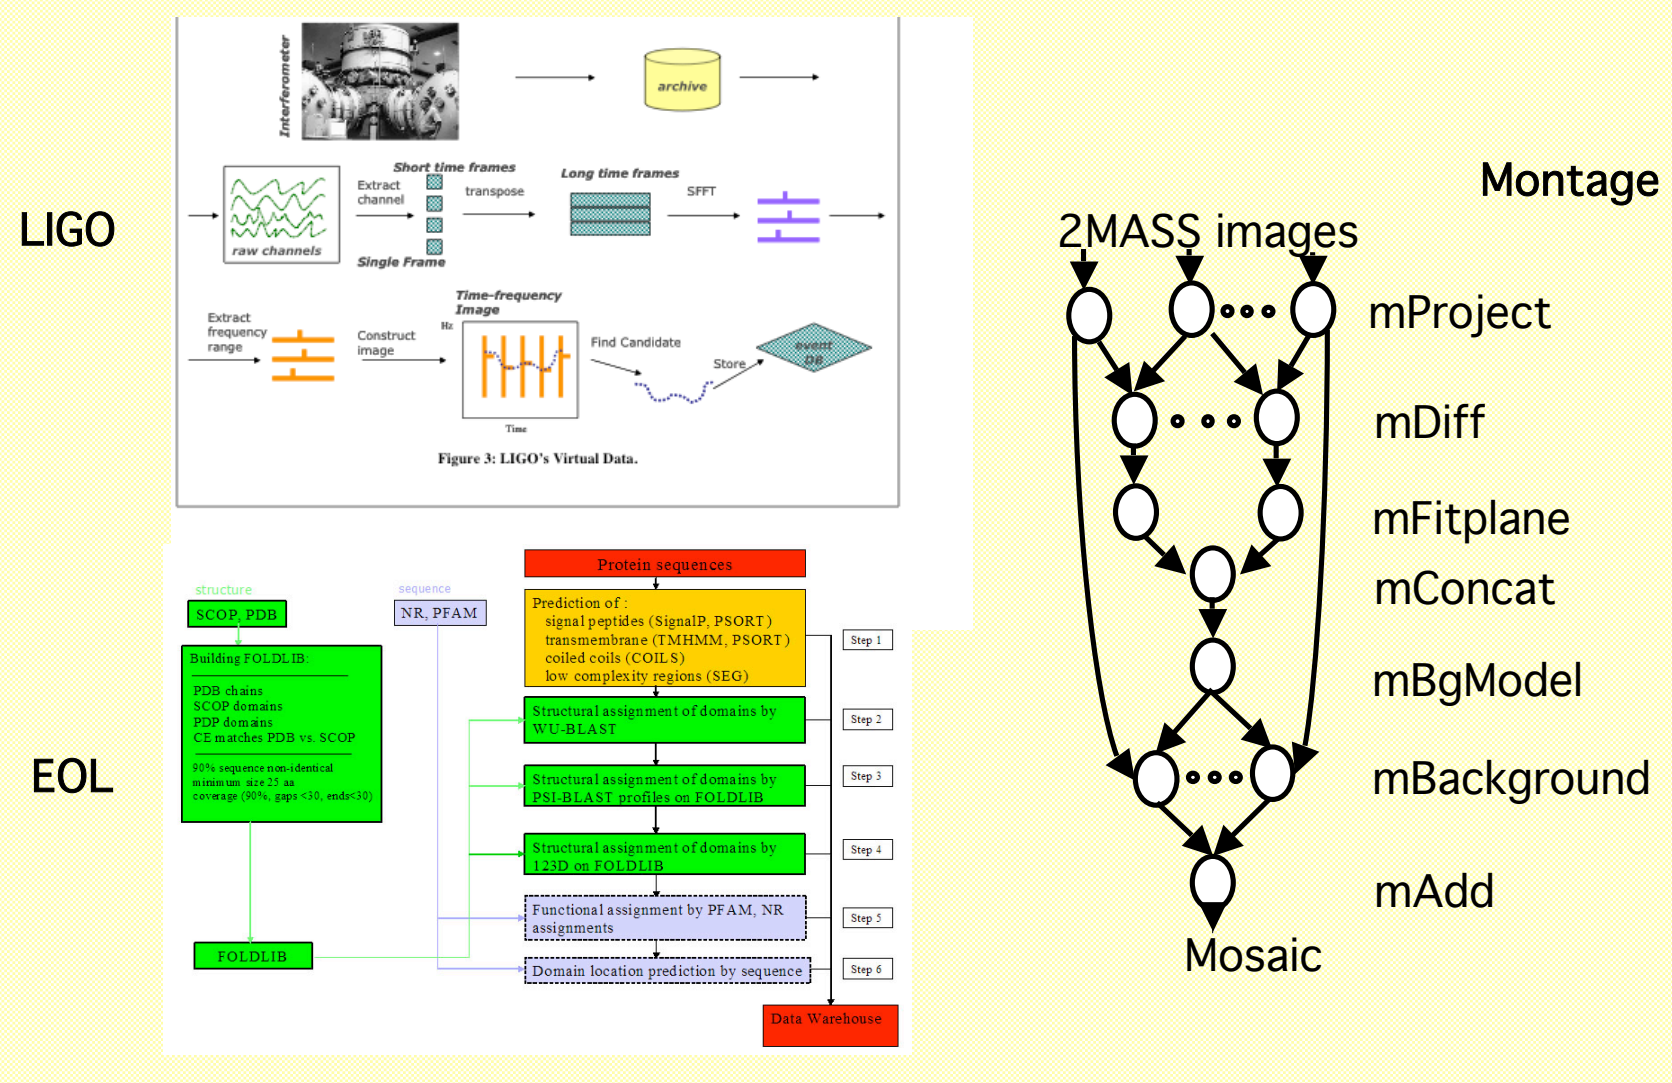 LIGO
Interferometer
archive
raw channels
Extract
channel
Short time frames
Single Frame
transpose
Long time frames
SFFT
Extract
frequency
range
Construct
image
Time-frequency
Image
Hz
Time
Find Candidate
Store
event
DB
Figure 3: LIGO's Virtual Data.
EOL
structure
SCOP, PDB
Building FOLDLIB:
PDB chains
SCOP domains
PDP domains
CE matches PDB vs. SCOP
90% sequence non-identical
minimum size 25 aa
coverage (90%, gaps <30, ends<30)
FOLDLIB
sequence
NR, PFAM
Protein sequences
Prediction of :
signal peptides (SignalP, PSORT)
transmembrane (TMHMM, PSORT)
coiled coils (COILS)
low complexity regions (SEG)
Step 1
Structural assignment of domains by
WU-BLAST
Step 2
Structural assignment of domains by
PSI-BLAST profiles on FOLDLIB
Step 3
Structural assignment of domains by
123D on FOLDLIB
Step 4
Functional assignment by PFAM, NR
assignments
Step 5
Domain location prediction by sequence
Step 6
Data Warehouse
Montage
2MASS images
mProject
mDiff
mFitplane
mConcat
mBgModel
mBackground
mAdd
Mosaic